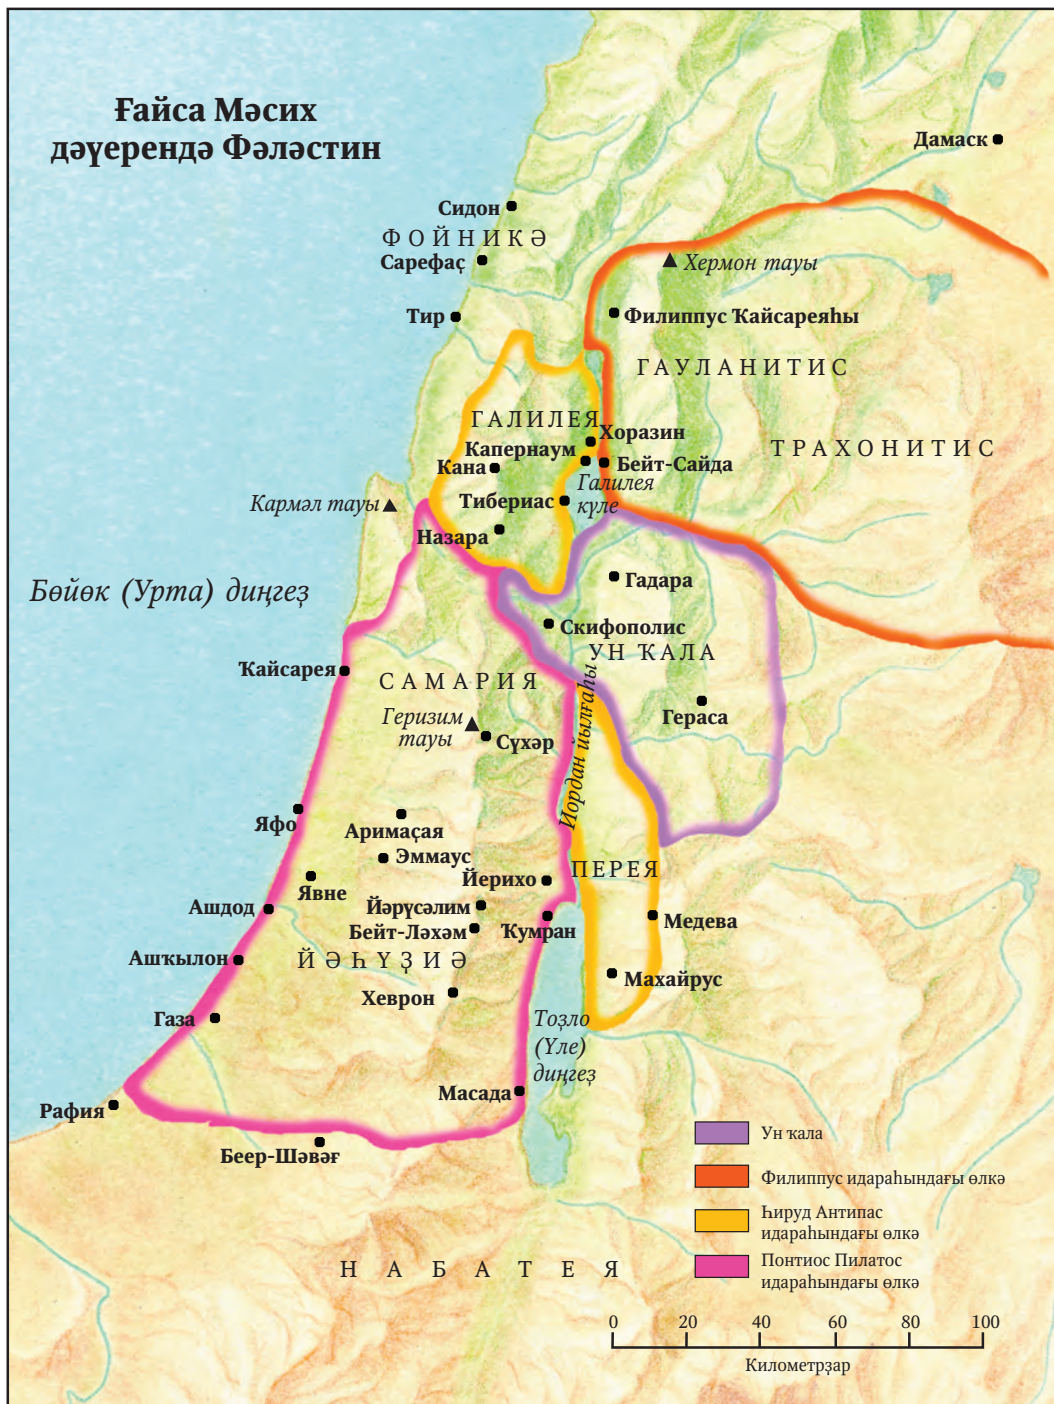 Ғайса Мәсих
дәүерендә Фәләстин
Дамаск
Сидон
ФОЙНИКӘ
Сарефаҫ
Хермон тауы
Тир
Филиппус Ҡайсареяһы
ГАУЛАНИТИС
ГАЛИЛЕЯ
Хоразин
ТРАХОНИТИС
Капернаум
Кана
Бейт-Сайда
Галилея
күле
Кармәл тауы
Тибериас
Назара
Бөйөк (Урта) диңгеҙ
Гадара
Скифополис
УН ҠАЛА
Ҡайсарея
САМАРИЯ
Геризим
тауы
Гераса
Сүхәр
Иордан йылғаһы
Яфо
Аримаҫая
Эммаус
ПЕРЕЯ
Явне
Йерихо
Ашдод
Йәрүсәлим
Бейт-Ләхәм
Ҡумран
Медева
Ашҡылон
ЙӘҺҮҘИӘ
Хеврон
Махайрус
Газа
Тоҙло
(Үле)
диңгеҙ
Масада
Рафия
Беер-Шәвәғ
Ун ҡала
Филиппус идараһындағы өлкә
Һируд Антипас
идараһындағы өлкә
Понтиос Пилатос
идараһындағы өлкә
НАБАТЕЯ
0 20 40 60 80 100
Километрҙар